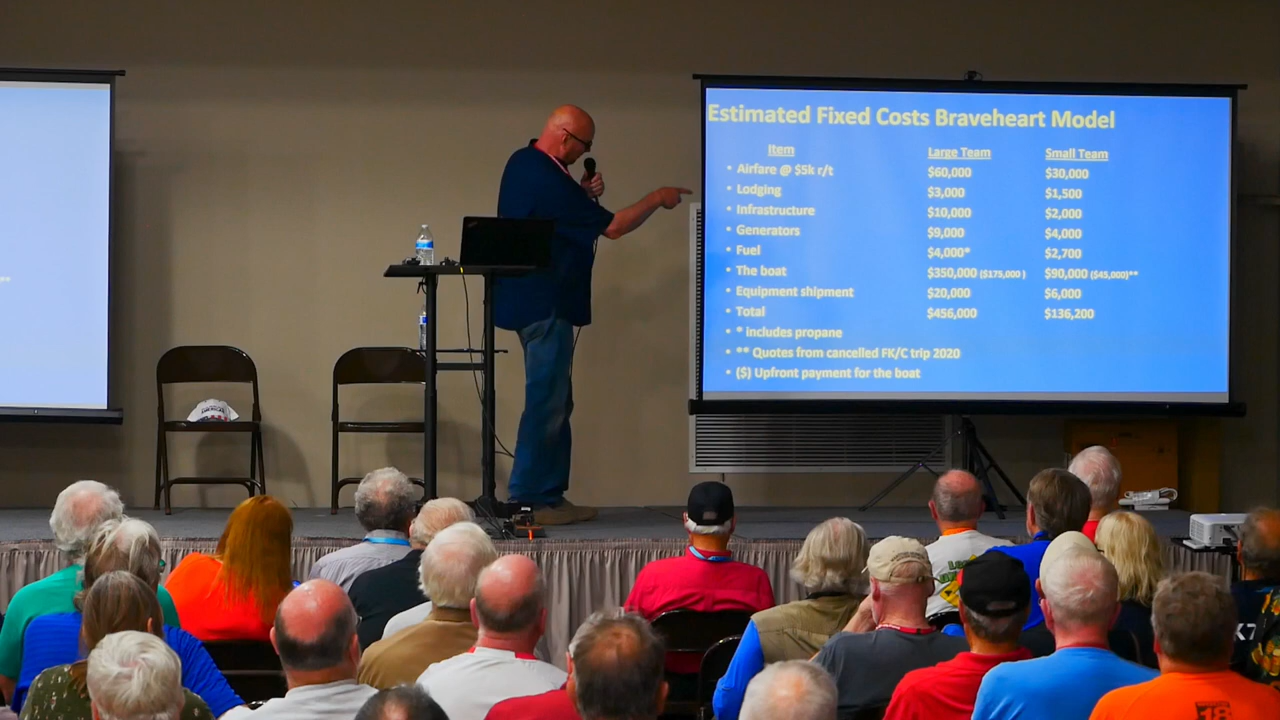 Estimated Fixed Costs Braveheart Model
Item Large Team Small Team
• Airfare @ $5k r/t $60,000 $30,000
• Lodging $3,000 $1,500
• Infrastructure $10,000 $2,000
• Generators $9,000 $4,000
• Fuel $4,000* $2,700
• The boat $350,000 ($175,000 ) $90,000 ($45,000)**
• Equipment shipment $20,000 $6,000
• Total $456,000 $136,200
• * includes propane
• ** Quotes from cancelled FK/C trip 2020
• ($) Upfront payment for the boat
**
K7